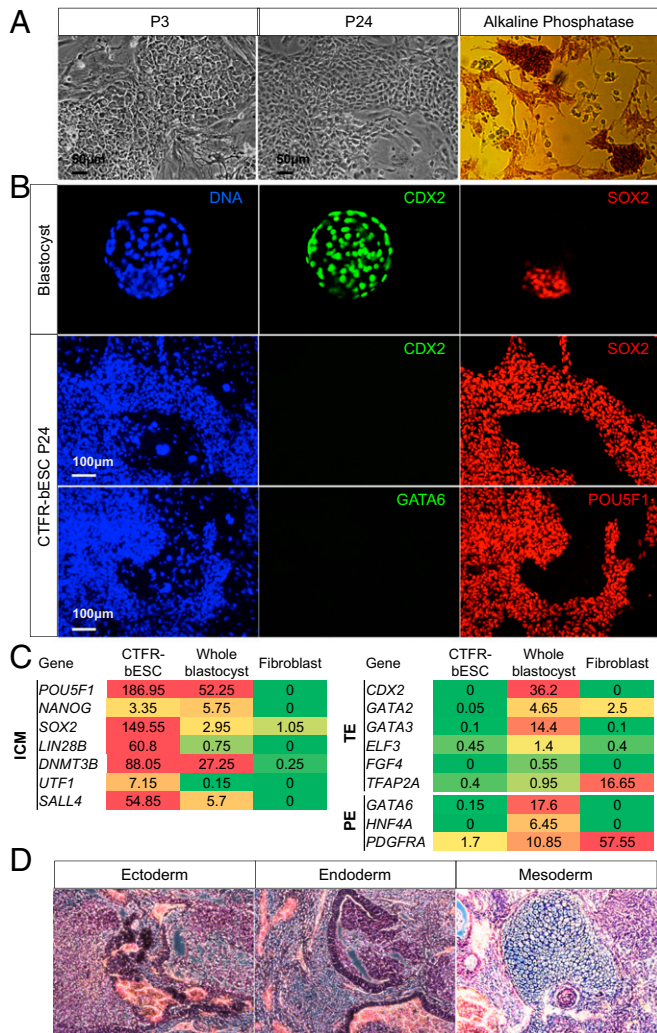 A
P3 P24 Alkaline Phosphatase
50μm 50μm
B
Blastocyst
DNA CDX2 SOX2
CTFR-bESC P24
CDX2 SOX2
100μm
GATA6 POU5F1
100μm
C
Gene CTFR-bESC Whole blastocyst Fibroblast
ICM
POU5F1 186.95 52.25 0
NANOG 3.35 5.75 0
SOX2 149.55 2.95 1.05
LIN28B 60.8 0.75 0
DNMT3B 88.05 27.25 0.25
UTF1 7.15 0.15 0
SALL4 54.85 5.7 0
Gene CTFR-bESC Whole blastocyst Fibroblast
TE
CDX2 0 36.2 0
GATA2 0.05 4.65 2.5
GATA3 0.1 14.4 0.1
ELF3 0.45 1.4 0.4
FGF4 0 0.55 0
TFAP2A 0.4 0.95 16.65
PE
GATA6 0.15 17.6 0
HNF4A 0 6.45 0
PDGFRA 1.7 10.85 57.55
D
Ectoderm Endoderm Mesoderm